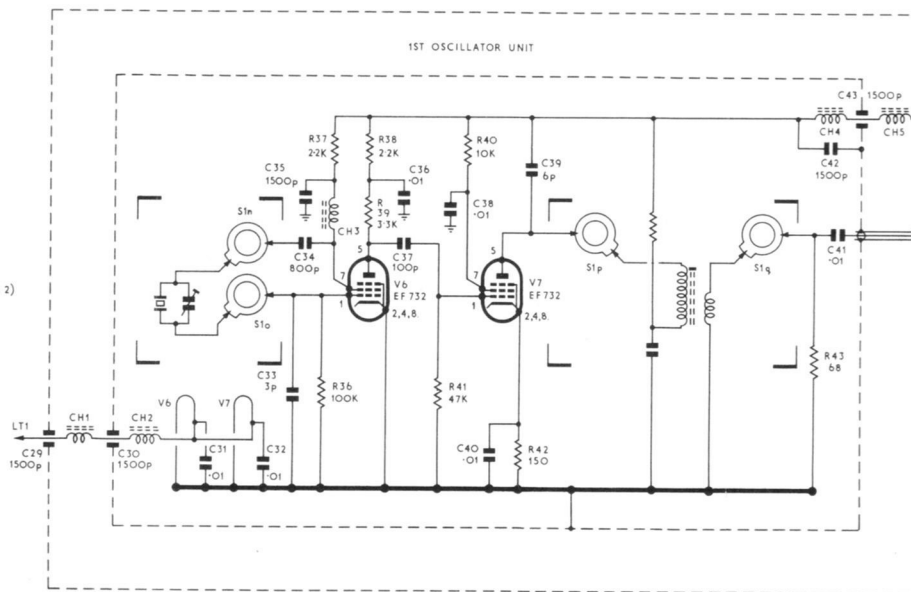 1ST OSCILLATOR UNIT
C43 1500p
CH4
CH5
C42
1500p
R37
2·2K
R38
2·2K
R40
10K
C39
6p
C35
1500p
C36
·01
R
39
3·3K
C38
·01
CH3
S1n
S1p
S1q
C41
·01
C34
800p
C37
100p
5
7
1
V6
EF732
2,4,8.
5
7
1
V7
EF732
2,4,8.
2)
S1o
C33
3p
R36
100K
R41
47K
R43
68
V6
V7
LT1
CH1
CH2
C29
1500p
C30
1500p
C31
·01
C32
·01
C40
·01
R42
150